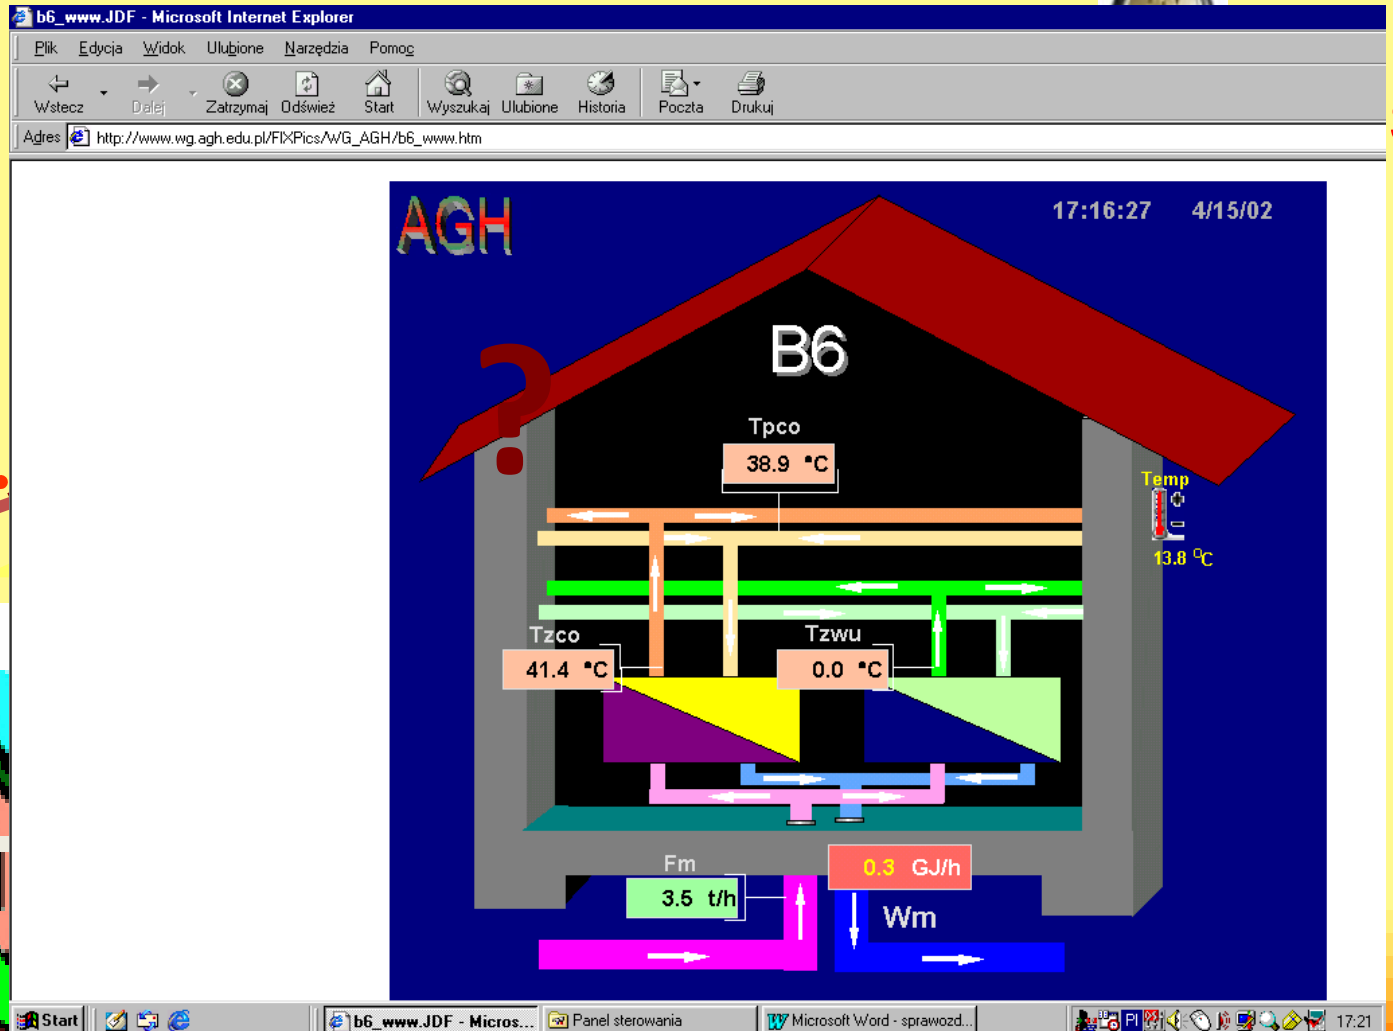 b6_www.JDF - Microsoft Internet Explorer
Plik Edycja Widok Ulubione Narzędzia Pomoc
Wstecz Dalej Zatrzymaj Odśwież Start Wyszukaj Ulubione Historia Poczta Drukuj
Adres http://www.wg.agh.edu.pl/FIXPics/WG_AGH/b6_www.htm
AGH
17:16:27 4/15/02
B6
?
Tpco
38.9 °C
Temp
+
-
13.8 °C
Tzco
41.4 °C
Tzwu
0.0 °C
Fm
3.5 t/h
0.3 GJ/h
Wm
Start b6_www.JDF - Micros... Panel sterowania Microsoft Word - sprawozd... Pl 17:21